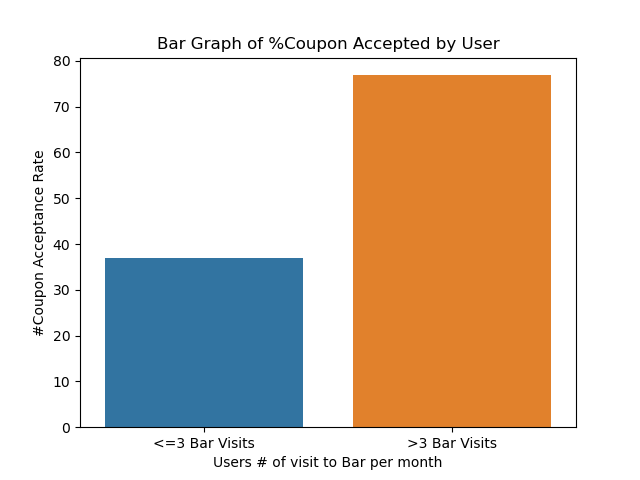 Bar Graph of %Coupon Accepted by User
80
70
60
50
40
30
20
10
0
#Coupon Acceptance Rate
<=3 Bar Visits
>3 Bar Visits
Users # of visit to Bar per month